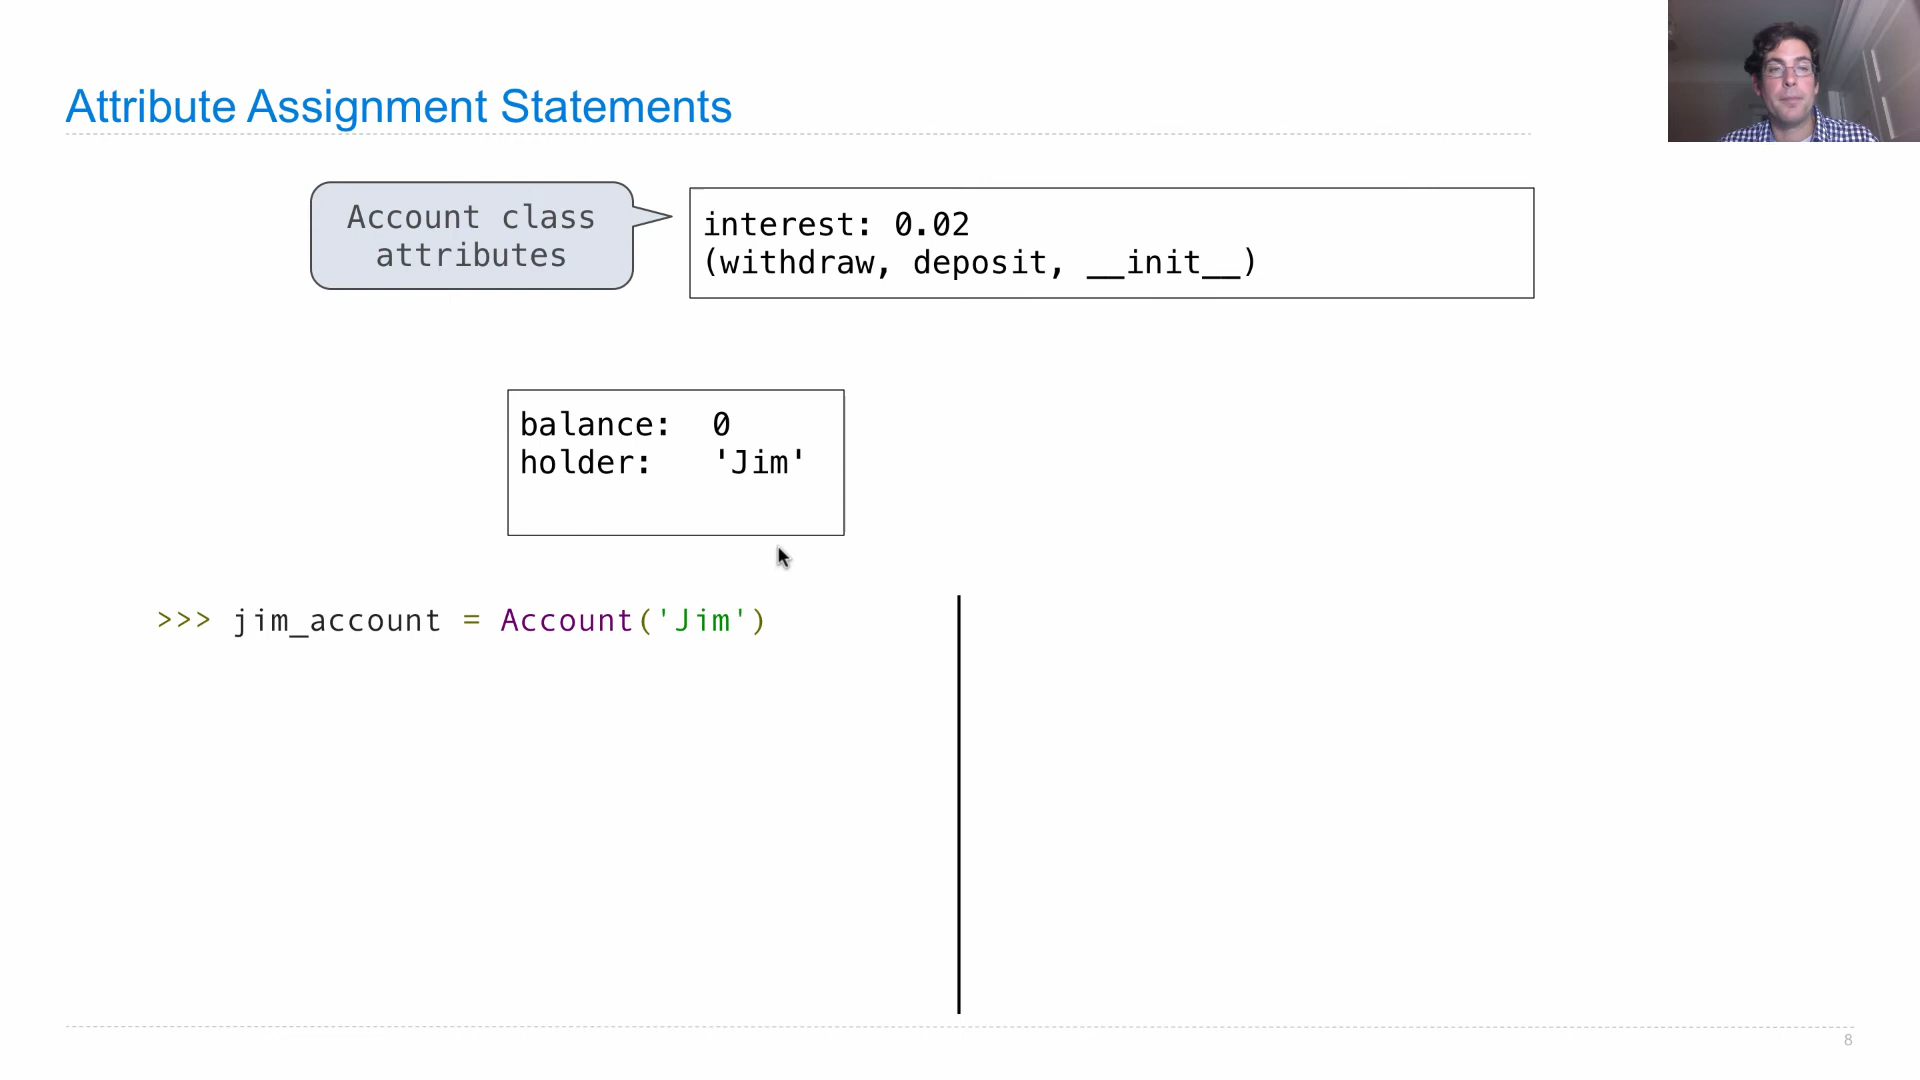 Attribute Assignment Statements
Account class
attributes
interest: 0.02
(withdraw, deposit, __init__)
balance:  0
holder:   'Jim'
>>> jim_account = Account('Jim')
8